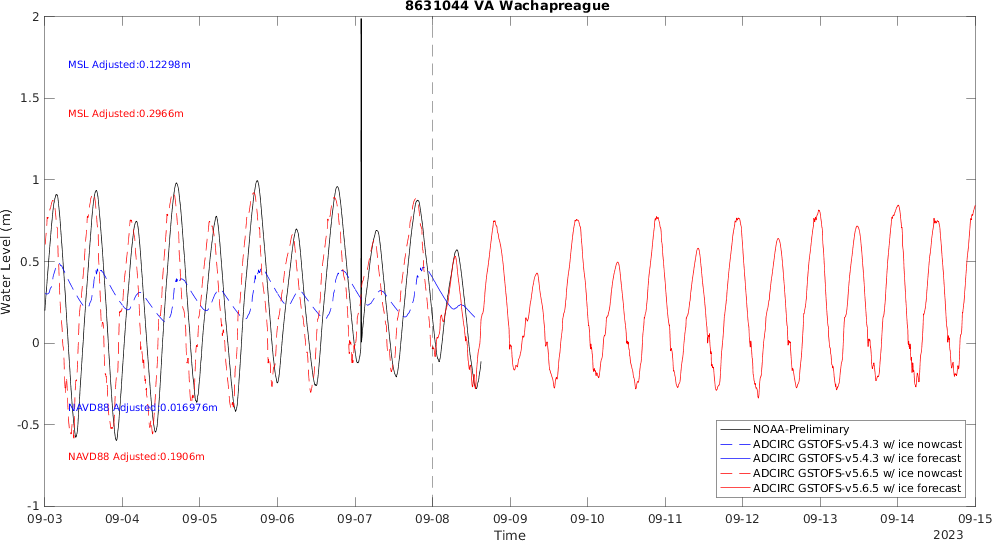 8631044 VA Wachapreague
2
1.5
1
0.5
0
-0.5
-1
Water Level (m)
MSL Adjusted:0.12298m
MSL Adjusted:0.2966m
NAVD88 Adjusted:0.016976m
NAVD88 Adjusted:0.1906m
NOAA-Preliminary
ADCIRC GSTOFS-v5.4.3 w/ ice nowcast
ADCIRC GSTOFS-v5.4.3 w/ ice forecast
ADCIRC GSTOFS-v5.6.5 w/ ice nowcast
ADCIRC GSTOFS-v5.6.5 w/ ice forecast
09-03 09-04 09-05 09-06 09-07 09-08 09-09 09-10 09-11 09-12 09-13 09-14 09-15
Time
2023